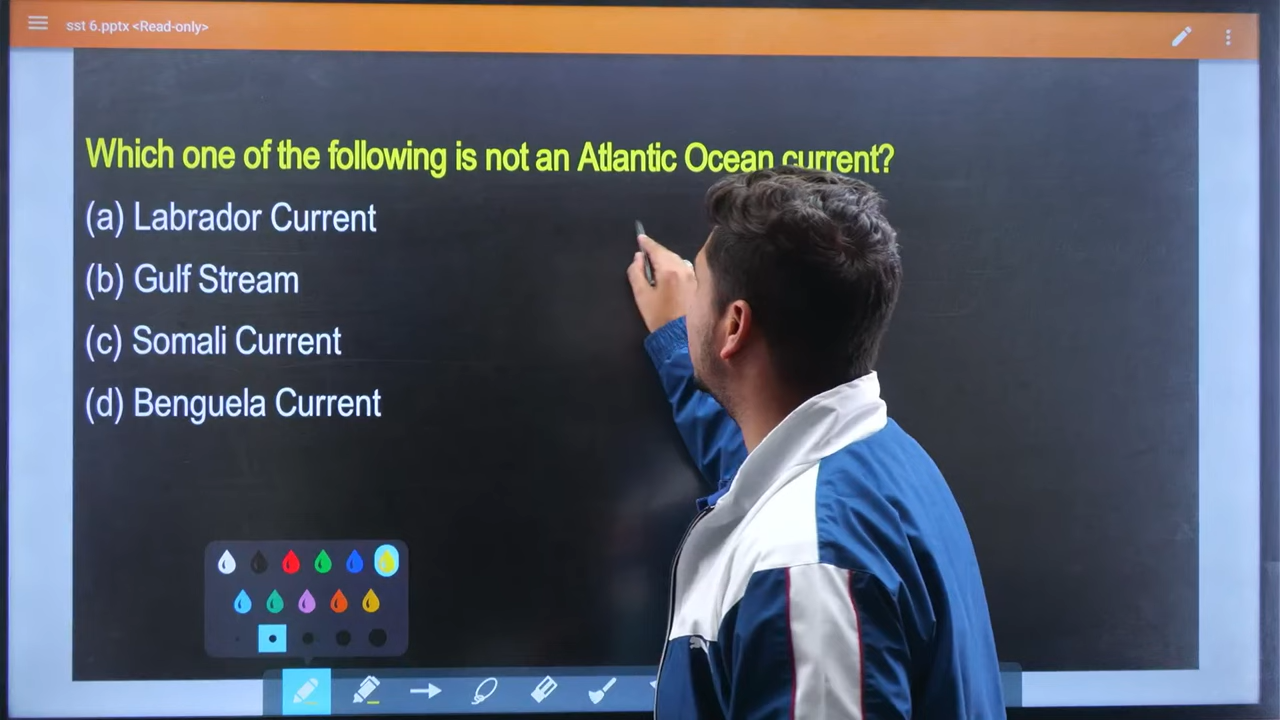 sst 6.pptx <Read-only>
Which one of the following is not an Atlantic Ocean current?
(a) Labrador Current
(b) Gulf Stream
(c) Somali Current
(d) Benguela Current